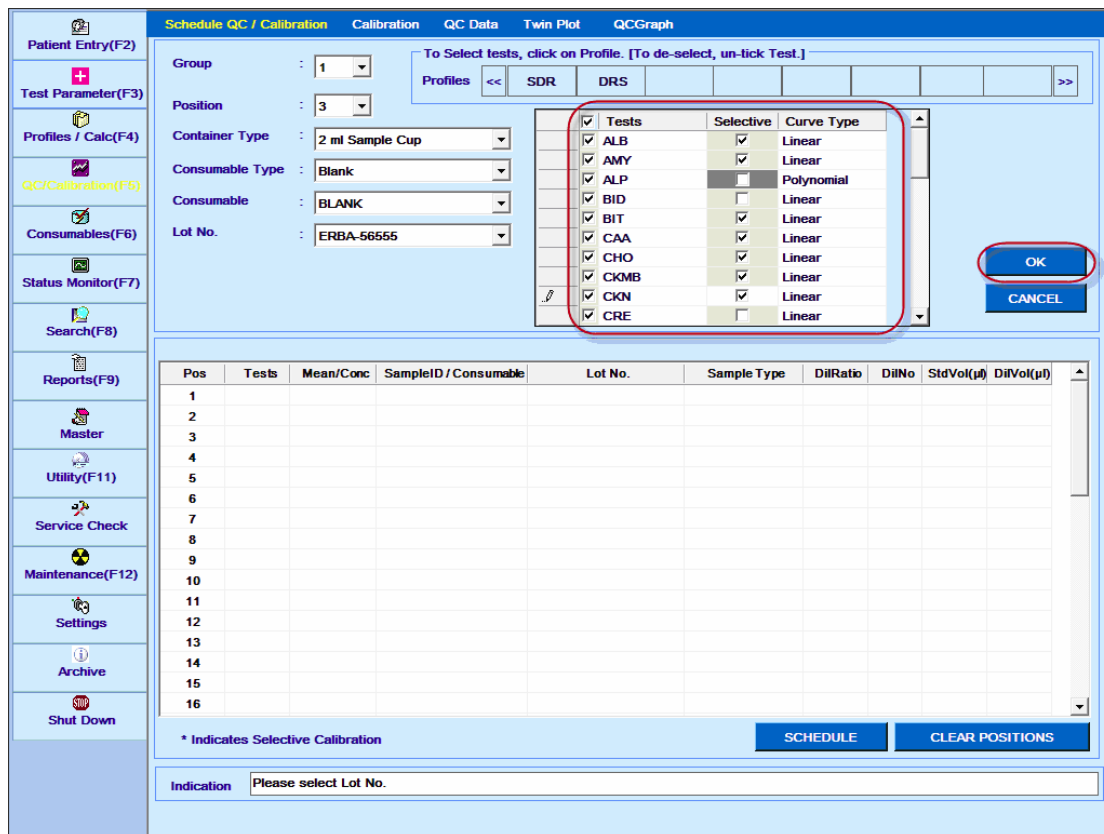 Patient Entry(F2)
Test Parameter(F3)
Profiles / Calc(F4)
QC/Calibration(F5)
Consumables(F6)
Status Monitor(F7)
Search(F8)
Reports(F9)
Master
Utility(F11)
Service Check
Maintenance(F12)
Settings
Archive
STOP
Shut Down
Schedule QC / Calibration Calibration QC Data Twin Plot QCGraph
Group : 1
Position : 3
Container Type : 2 ml Sample Cup
Consumable Type : Blank
Consumable : BLANK
Lot No. : ERBA-56555
To Select tests, click on Profile. [To de-select, un-tick Test.]
Profiles << SDR DRS >>
Tests Selective Curve Type
ALB Linear
AMY Linear
ALP Polynomial
BID Linear
BIT Linear
CAA Linear
CHO Linear
CKMB Linear
CKN Linear
CRE Linear
OK
CANCEL
Pos Tests Mean/Conc SampleID / Consumable Lot No. Sample Type DilRatio DilNo StdVol(µl) DilVol(µl)
1
2
3
4
5
6
7
8
9
10
11
12
13
14
15
16
* Indicates Selective Calibration
SCHEDULE CLEAR POSITIONS
Indication Please select Lot No.